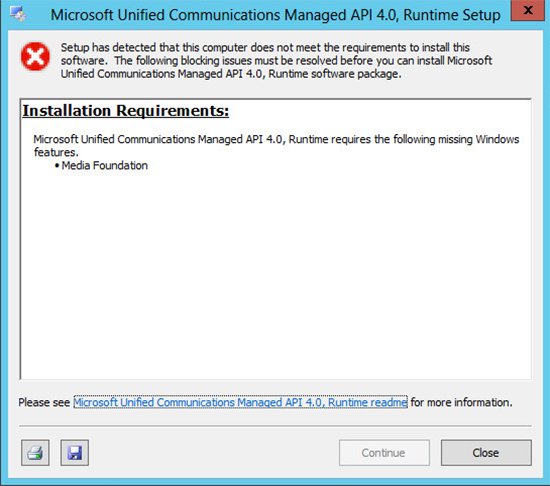 Microsoft Unified Communications Managed API 4.0, Runtime Setup
x
Setup has detected that this computer does not meet the requirements to install this
software. The following blocking issues must be resolved before you can install Microsoft
Unified Communications Managed API 4.0, Runtime software package.
Installation Requirements:
Microsoft Unified Communications Managed API 4.0, Runtime requires the following missing Windows
features.
• Media Foundation
Please see Microsoft Unified Communications Managed API 4.0, Runtime readme for more information.
Continue
Close